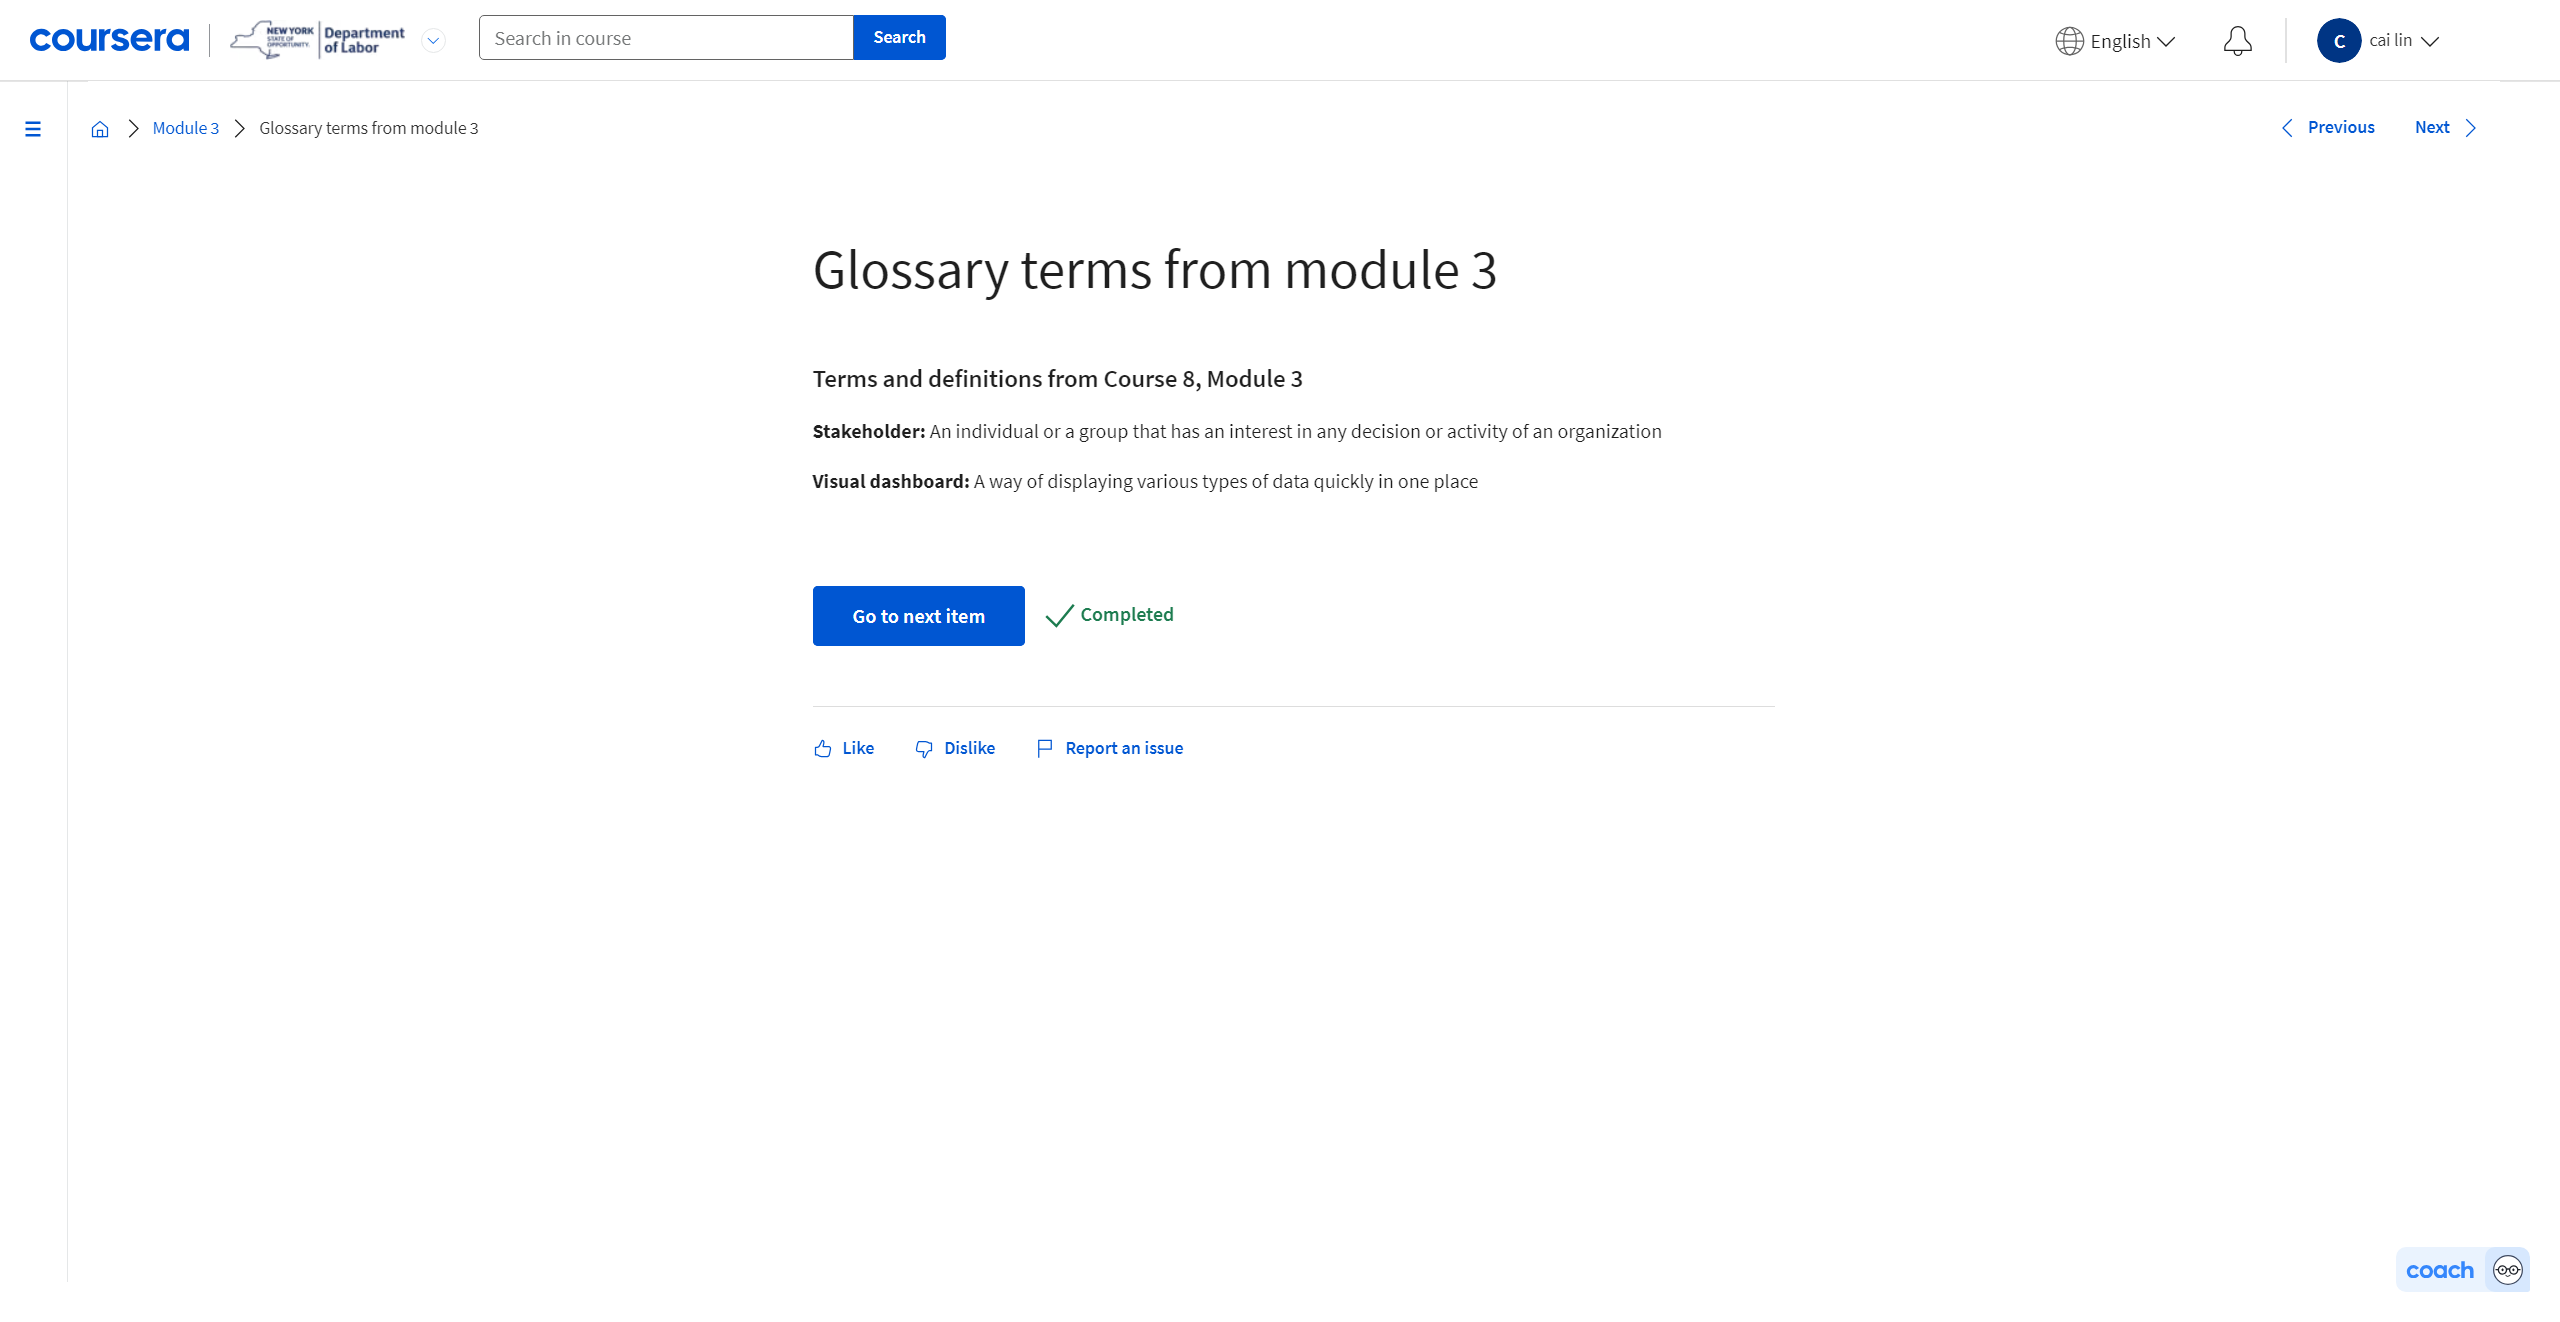 coursera
NEW YORK
STATE OF
OPPORTUNITY.
Department
of Labor
Search in course
Search
English
C
cai lin
Module 3
Glossary terms from module 3
Previous
Next
Glossary terms from module 3
Terms and definitions from Course 8, Module 3
Stakeholder: An individual or a group that has an interest in any decision or activity of an organization
Visual dashboard: A way of displaying various types of data quickly in one place
Go to next item
Completed
Like
Dislike
Report an issue
coach